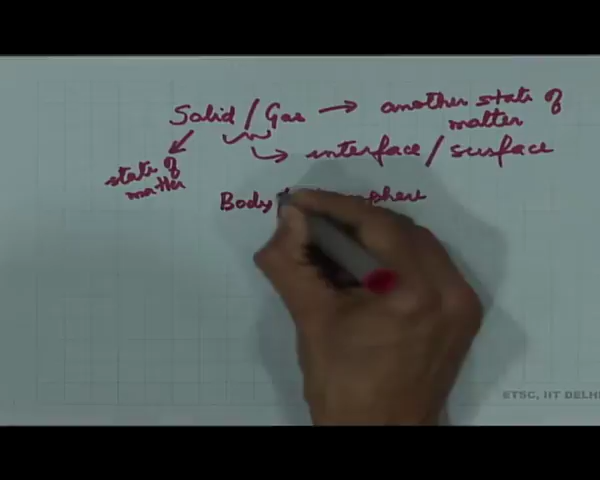 Solid / Gas → another state of
matter
state of
matter
→ interface / surface
Body
ETSC, IIT DELHI